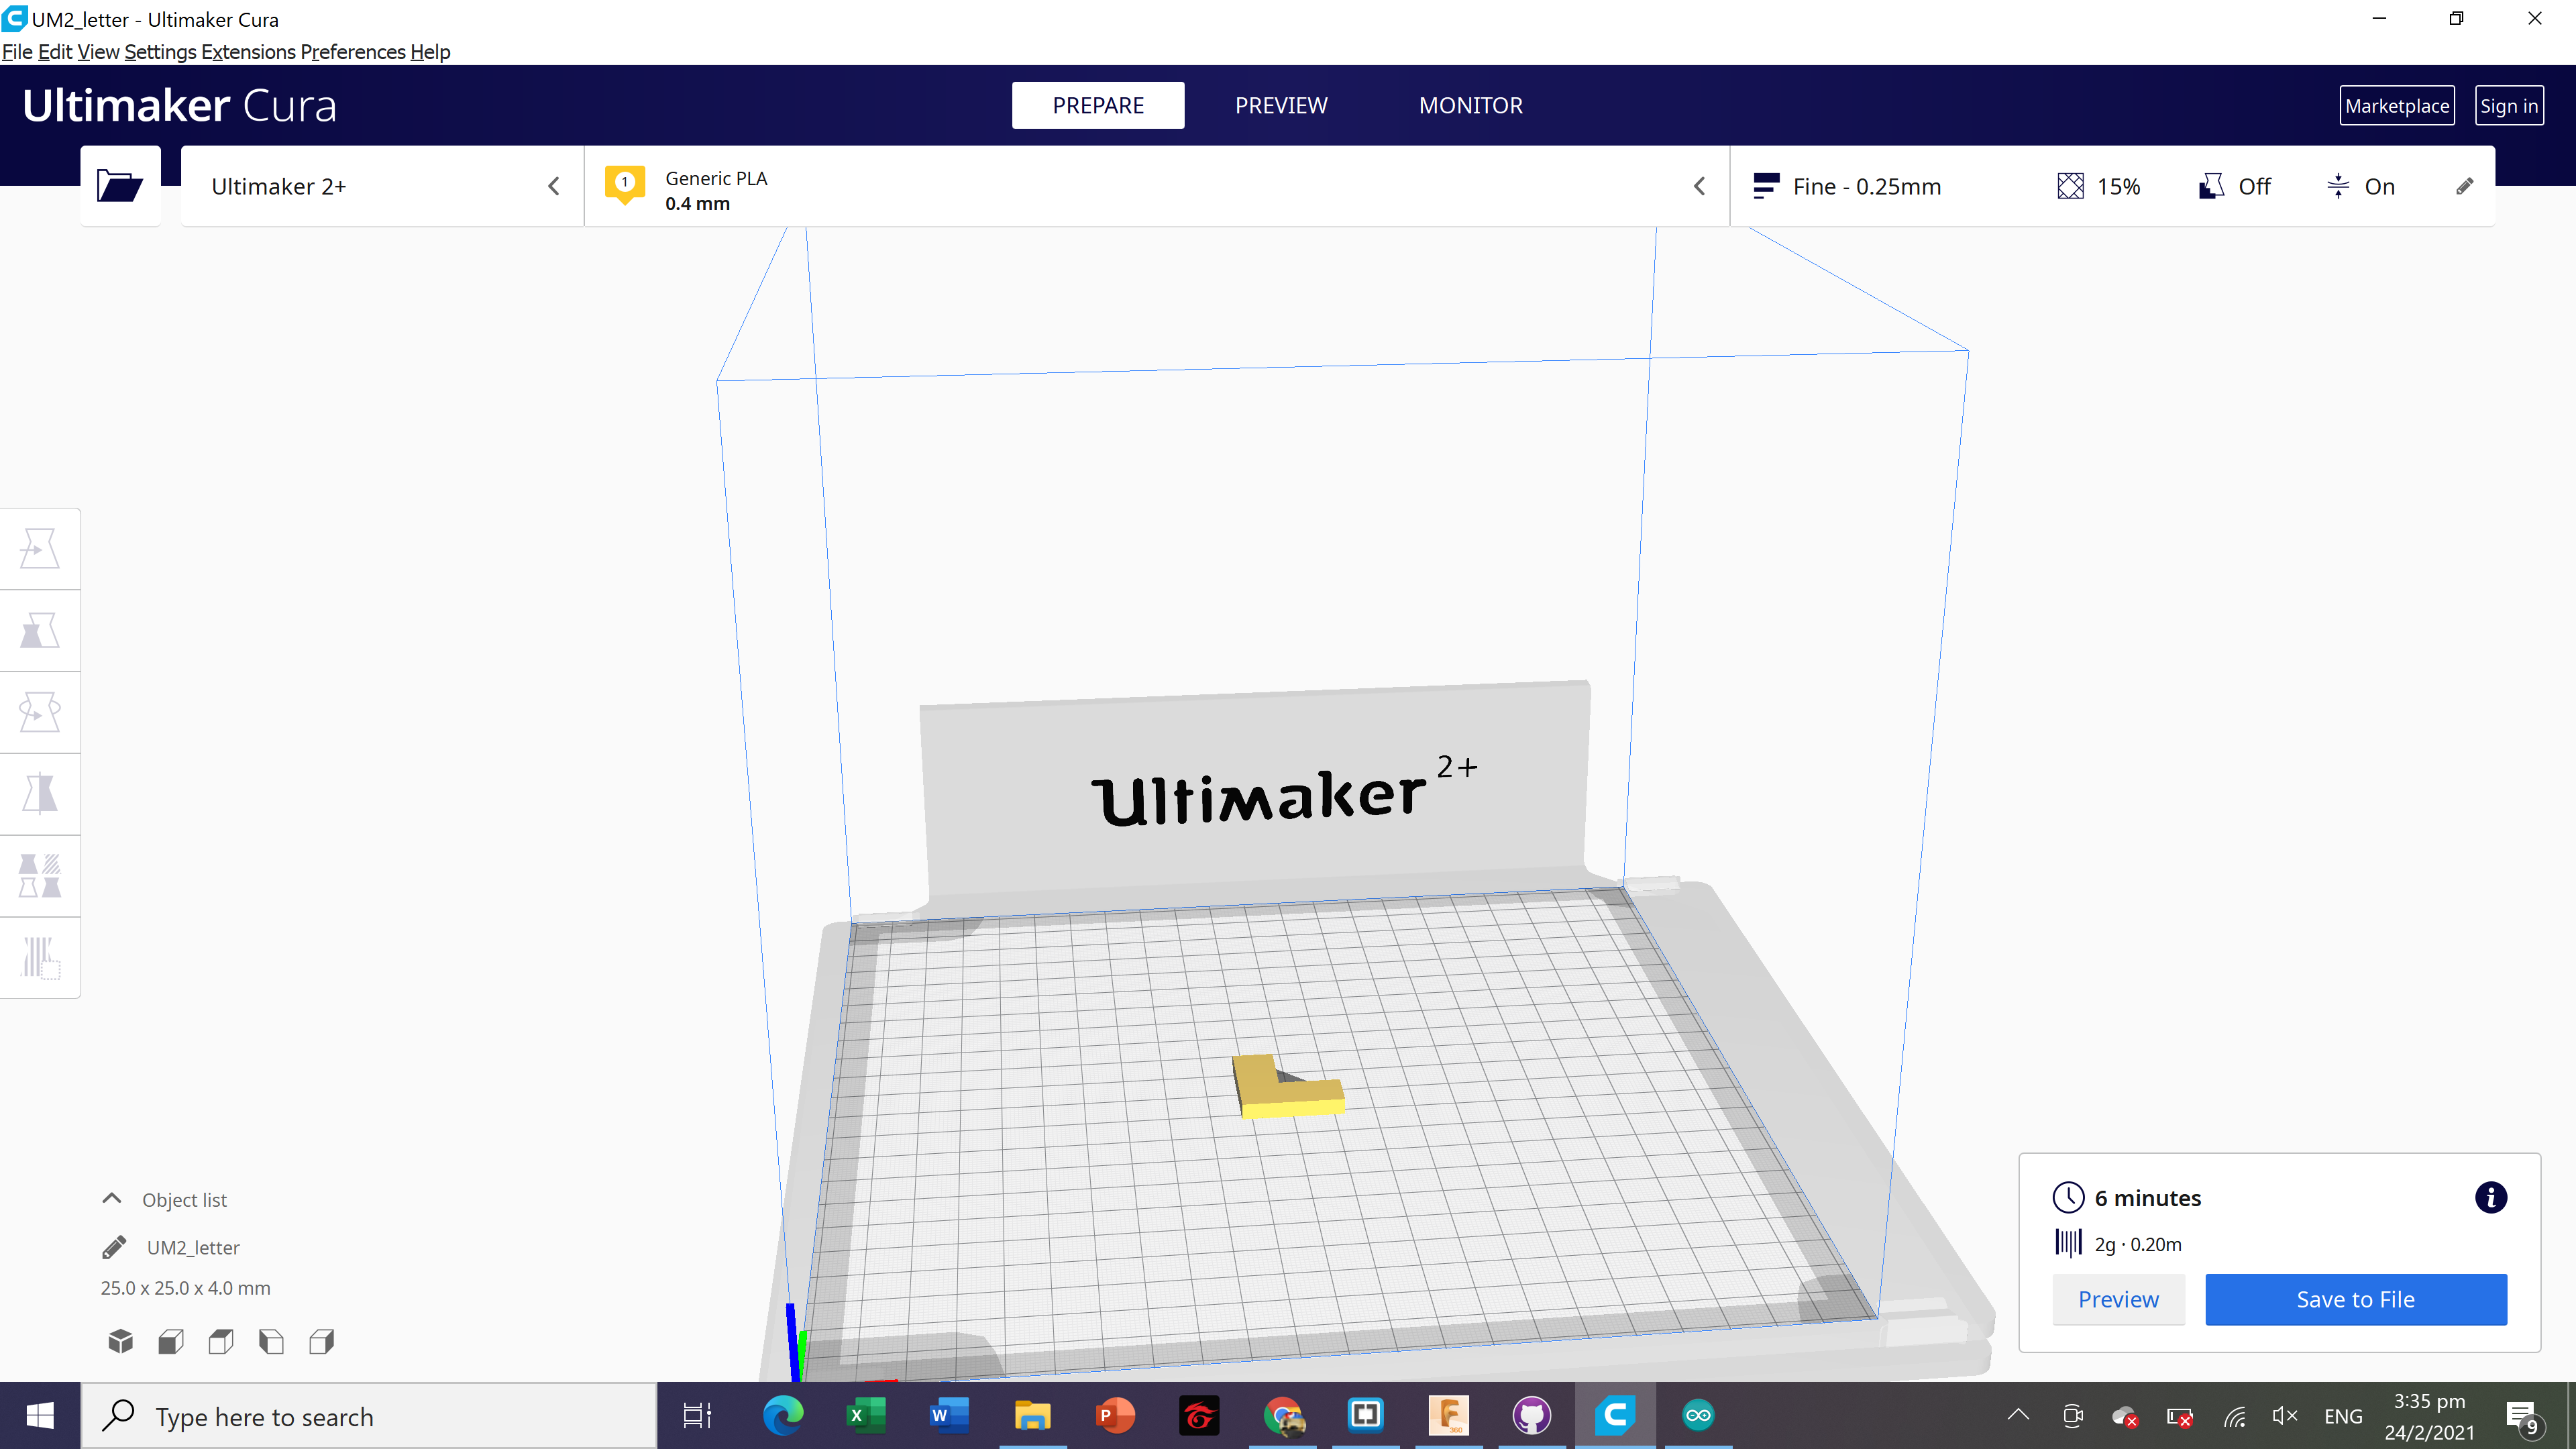 UM2_letter - Ultimaker Cura
File Edit View Settings Extensions Preferences Help
Ultimaker Cura
PREPARE
PREVIEW
MONITOR
Marketplace
Sign in
Ultimaker 2+
1
Generic PLA
0.4 mm
Fine - 0.25mm
15%
Off
On
Ultimaker 2+
Object list
UM2_letter
25.0 x 25.0 x 4.0 mm
6 minutes
i
2g · 0.20m
Preview
Save to File
Type here to search
X
W
P
F
360
C
ENG
3:35 pm
24/2/2021
9